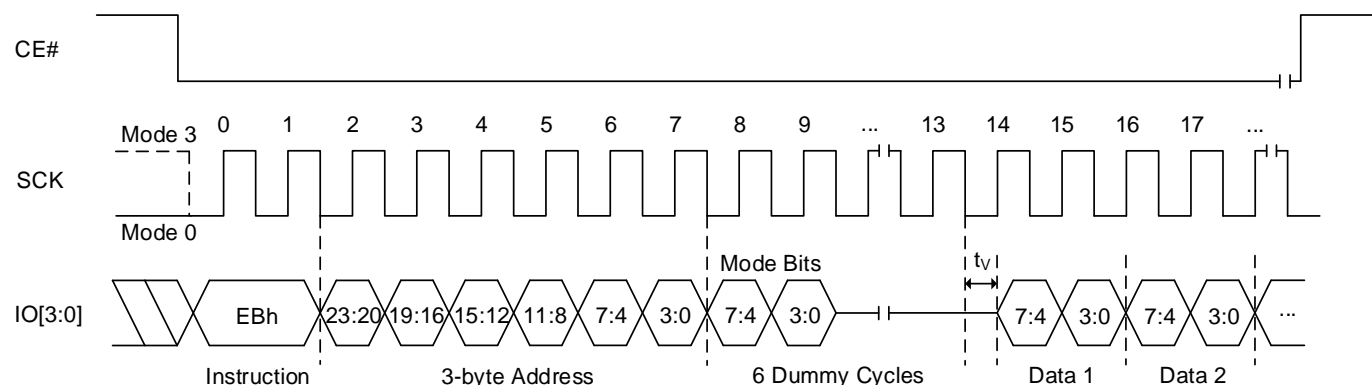 CE#
0 1 2 3 4 5 6 7 8 9 ... 13 14 15 16 17 ...
Mode 3
SCK
Mode 0
Mode Bits
tV
IO[3:0] EBh 23:20 19:16 15:12 11:8 7:4 3:0 7:4 3:0 7:4 3:0 7:4 3:0 ...
Instruction 3-byte Address 6 Dummy Cycles Data 1 Data 2